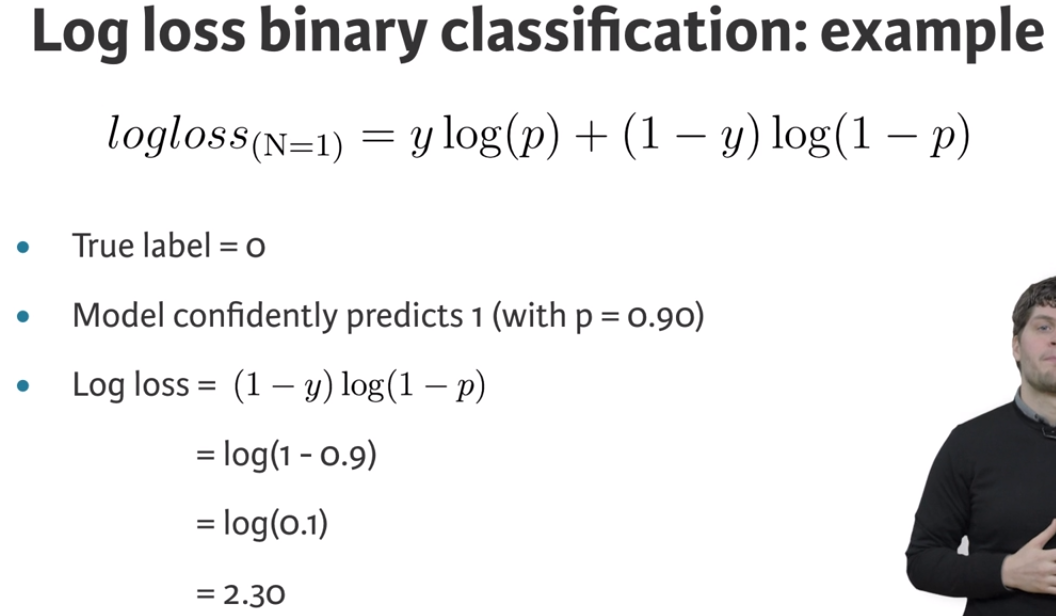 Log loss binary classification: example
logloss(N=1) = y log(p) + (1 − y) log(1 − p)
• True label = 0
• Model confidently predicts 1 (with p = 0.90)
• Log loss = (1 − y) log(1 − p)
= log(1 - 0.9)
= log(0.1)
= 2.30